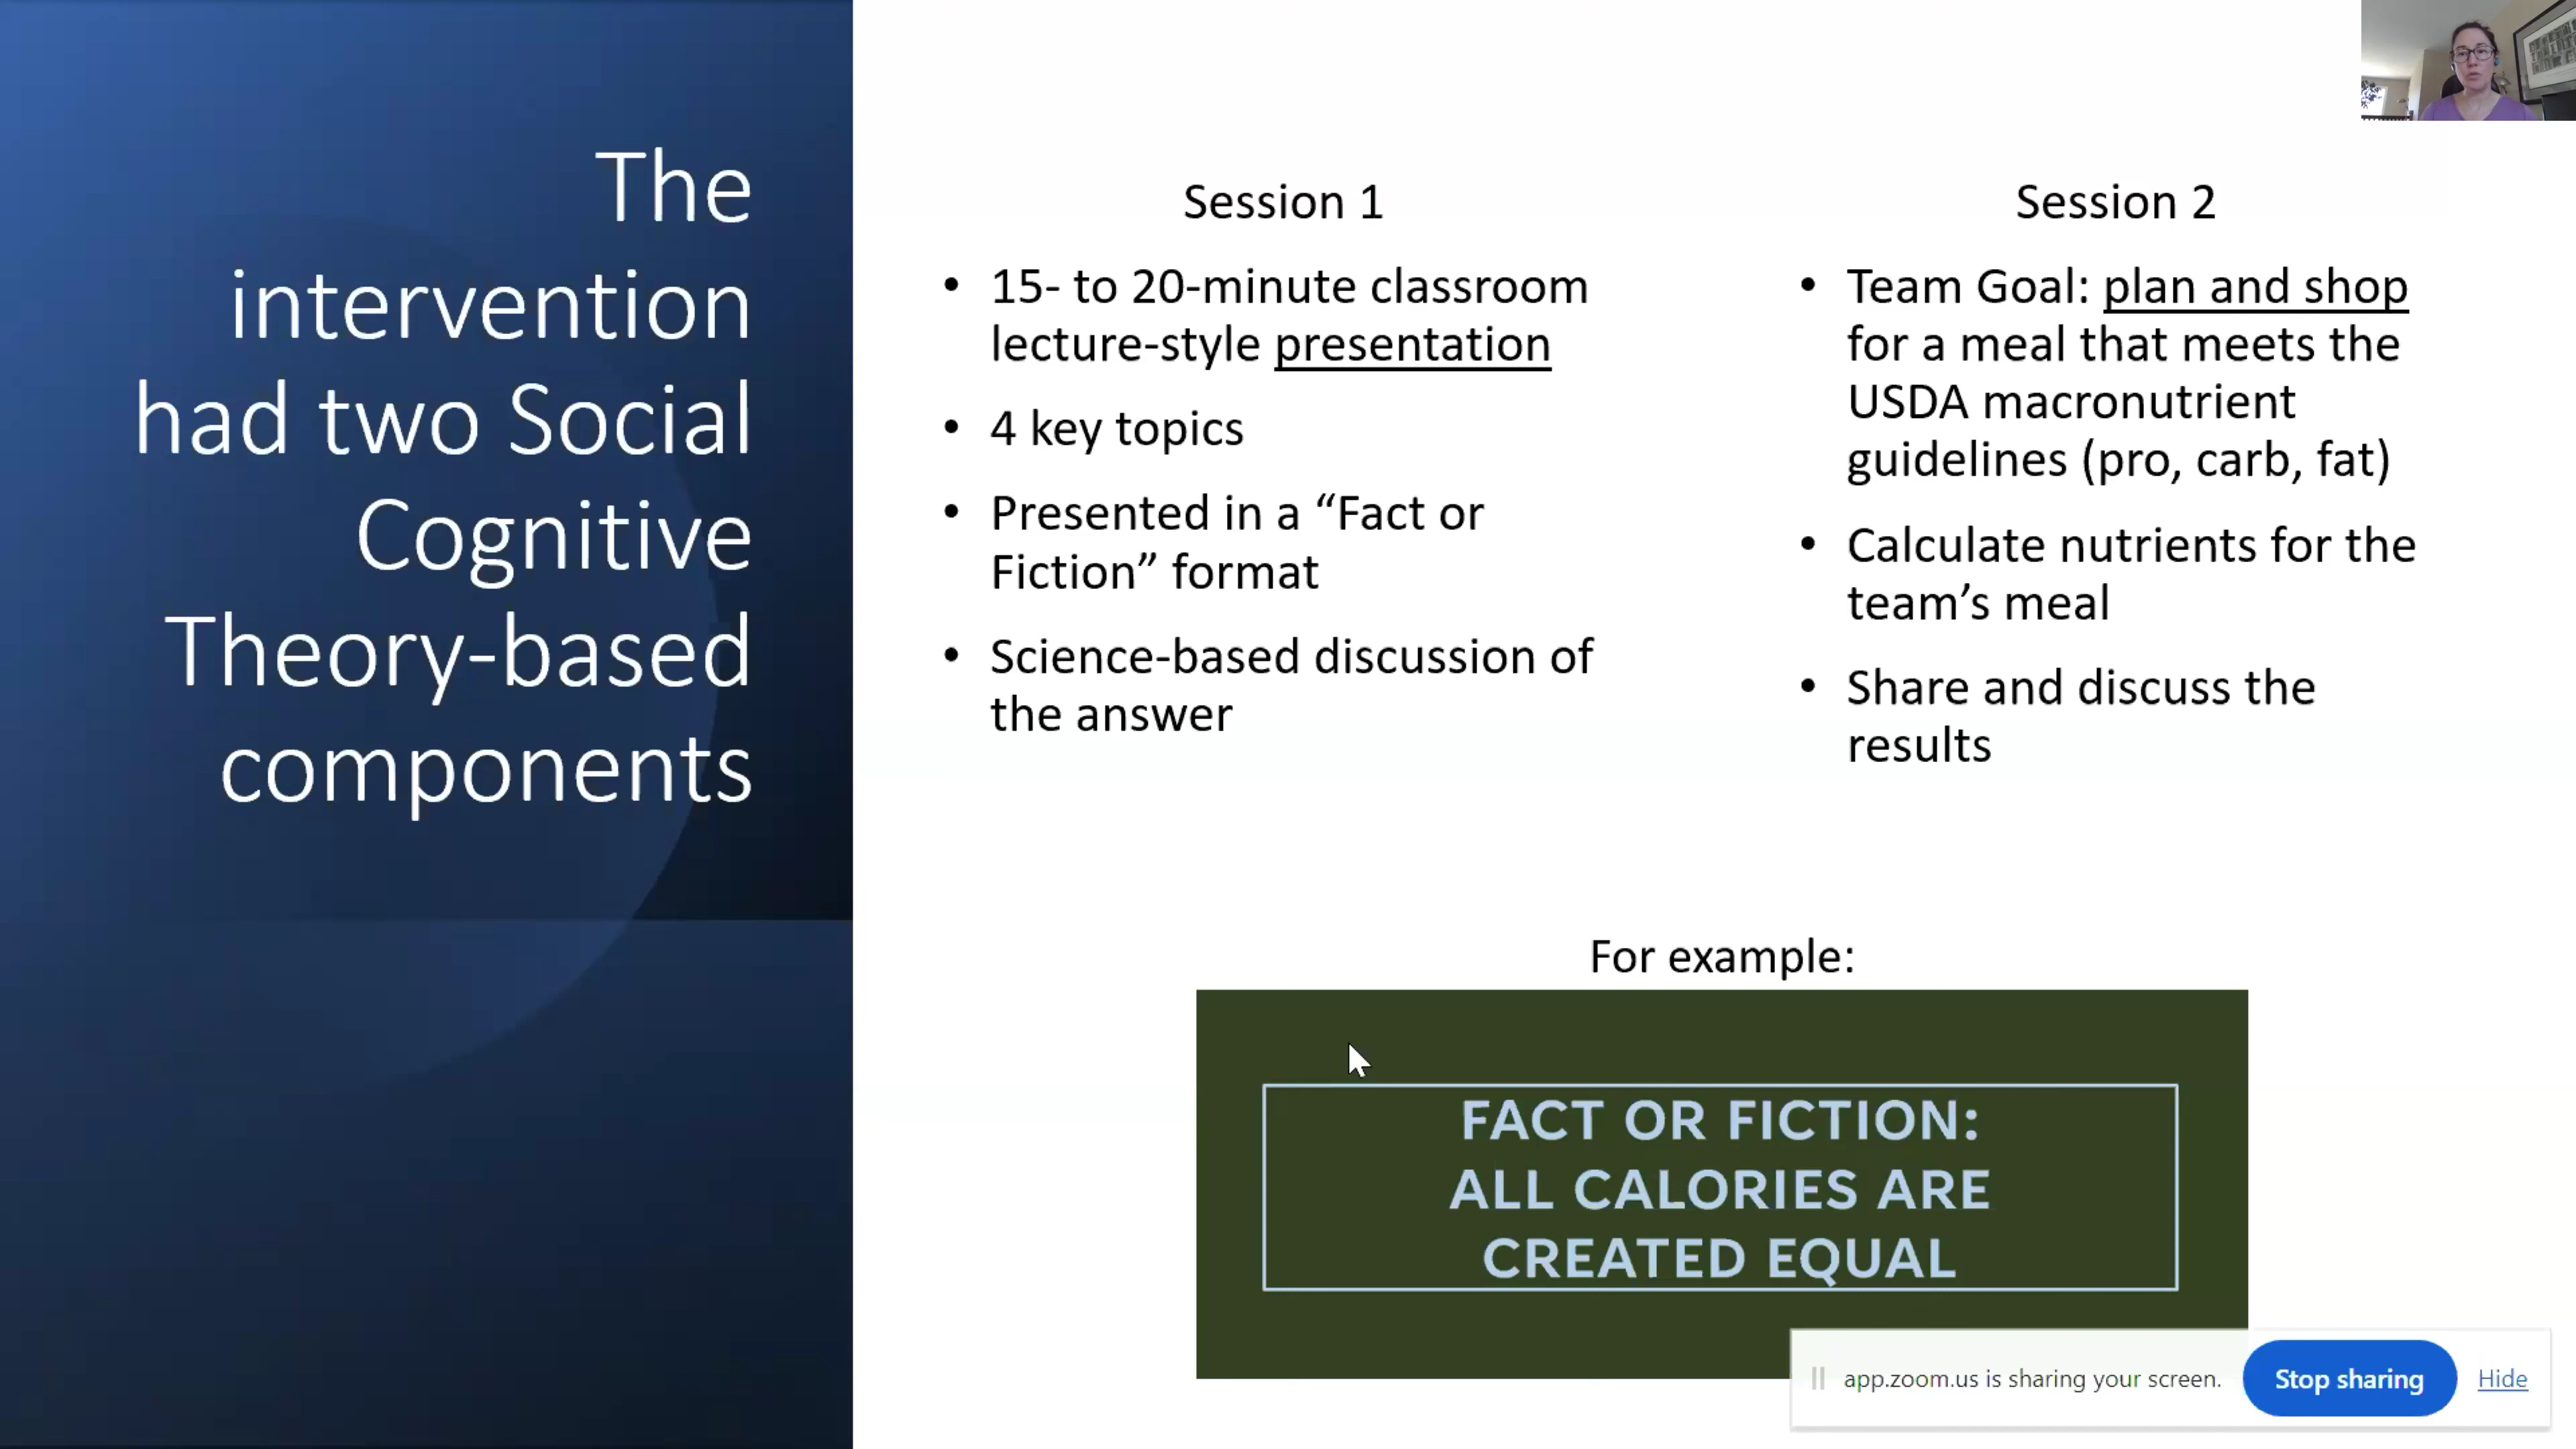 The
intervention
had two Social
Cognitive
Theory-based
components
Session 1
• 15- to 20-minute classroom
lecture-style presentation
• 4 key topics
• Presented in a “Fact or
Fiction” format
• Science-based discussion of
the answer
Session 2
• Team Goal: plan and shop
for a meal that meets the
USDA macronutrient
guidelines (pro, carb, fat)
• Calculate nutrients for the
team’s meal
• Share and discuss the
results
For example:
FACT OR FICTION:
ALL CALORIES ARE
CREATED EQUAL
app.zoom.us is sharing your screen.
Stop sharing
Hide